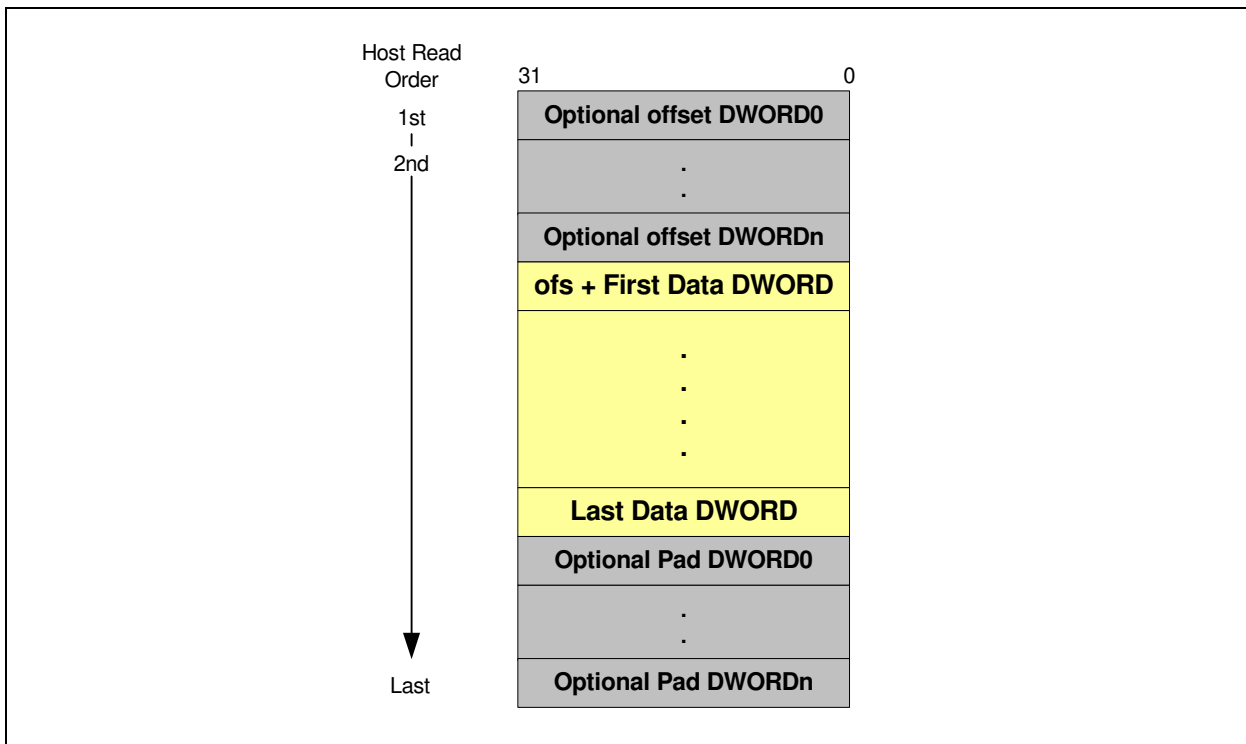 Host Read
Order
31 0
1st
2nd
Optional offset DWORD0
.
.
Optional offset DWORDn
ofs + First Data DWORD
.
.
.
.
Last Data DWORD
Optional Pad DWORD0
.
.
Optional Pad DWORDn
Last